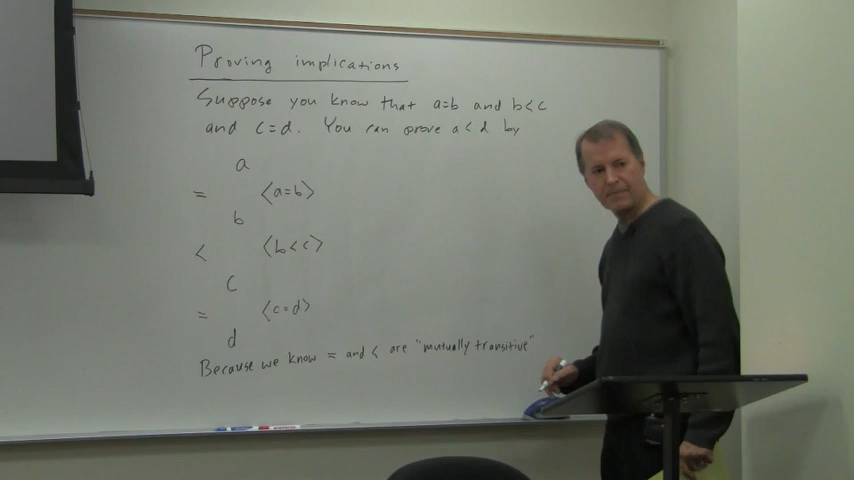 Proving implications
Suppose you know that a=b and b<c
and c=d. You can prove a<d by
a
= ⟨a=b⟩
b
< ⟨b<c⟩
c
= ⟨c=d⟩
d
Because we know = and < are "mutually transitive"